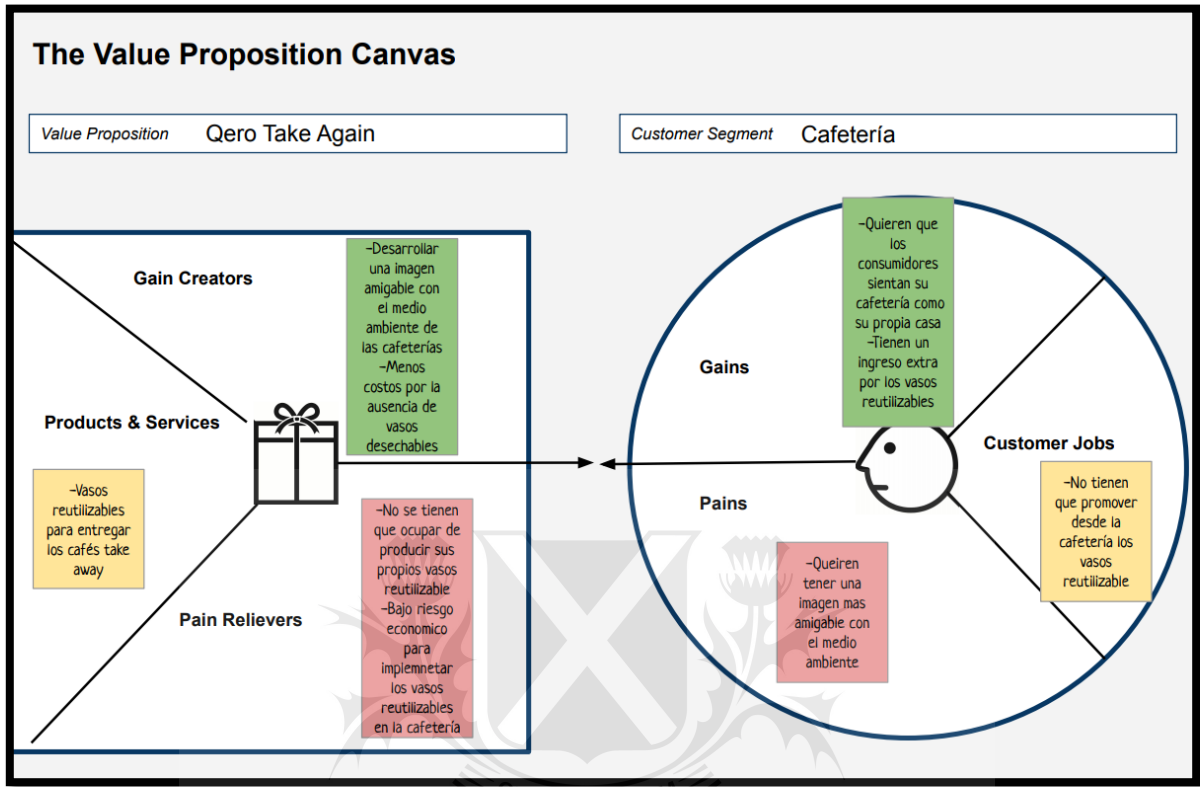 The Value Proposition Canvas
Value Proposition
Qero Take Again
Customer Segment
Cafetería
Gain Creators
-Desarrollar
una imagen
amigable con
el medio
ambiente de
las cafeterías
-Menos
costos por la
ausencia de
vasos
desechables
Products & Services
-Vasos
reutilizables
para entregar
los cafés take
away
Pain Relievers
-No se tienen
que ocupar de
producir sus
propios vasos
reutilizable
-Bajo riesgo
economico
para
implemnetar
los vasos
reutilizables
en la cafetería
Gains
-Quieren que
los
consumidores
sientan su
cafetería como
su propia casa
-Tienen un
ingreso extra
por los vasos
reutilizables
Customer Jobs
-No tienen
que promover
desde la
cafetería los
vasos
reutilizable
Pains
-Queiren
tener una
imagen mas
amigable con
el medio
ambiente